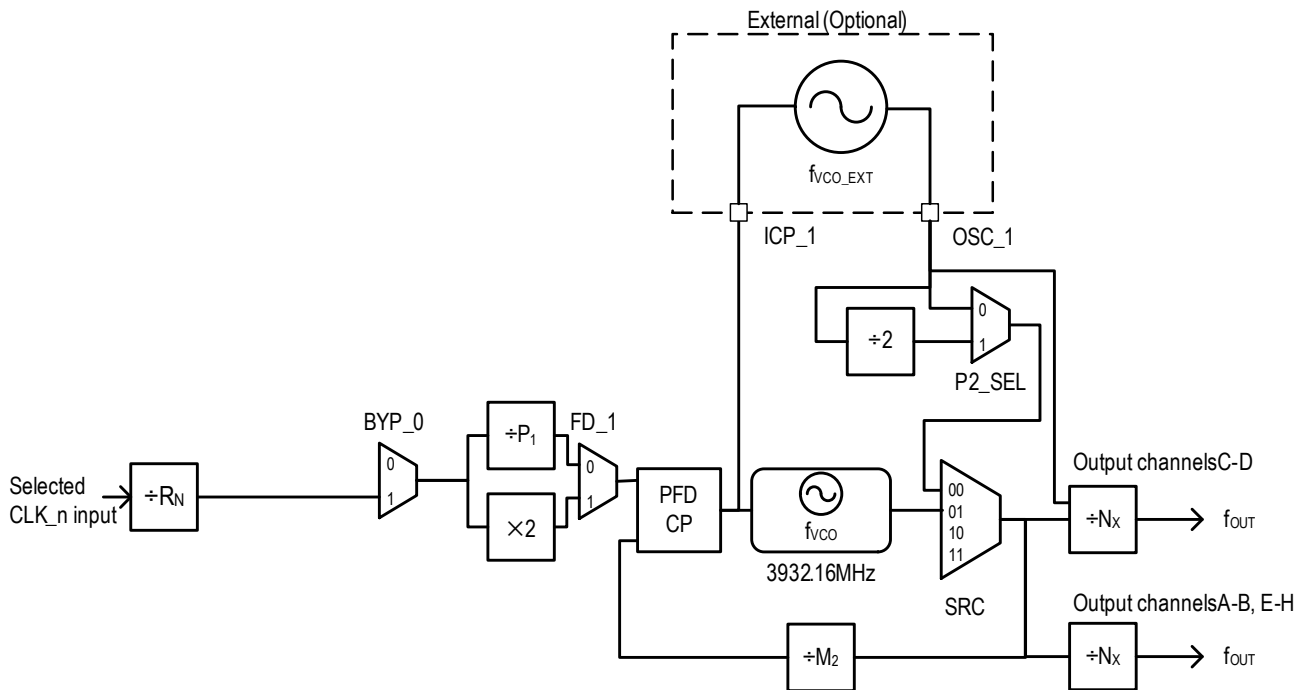 External (Optional)
fVCO_EXT
ICP_1
OSC_1
0
÷2
1
P2_SEL
BYP_0
FD_1
÷P1
0
0
Selected
CLK_n input
÷RN
1
1
×2
PFD
CP
fVCO
3932.16MHz
00
01
10
11
SRC
Output channelsC-D
÷NX
fOUT
Output channelsA-B, E-H
÷M2
÷NX
fOUT